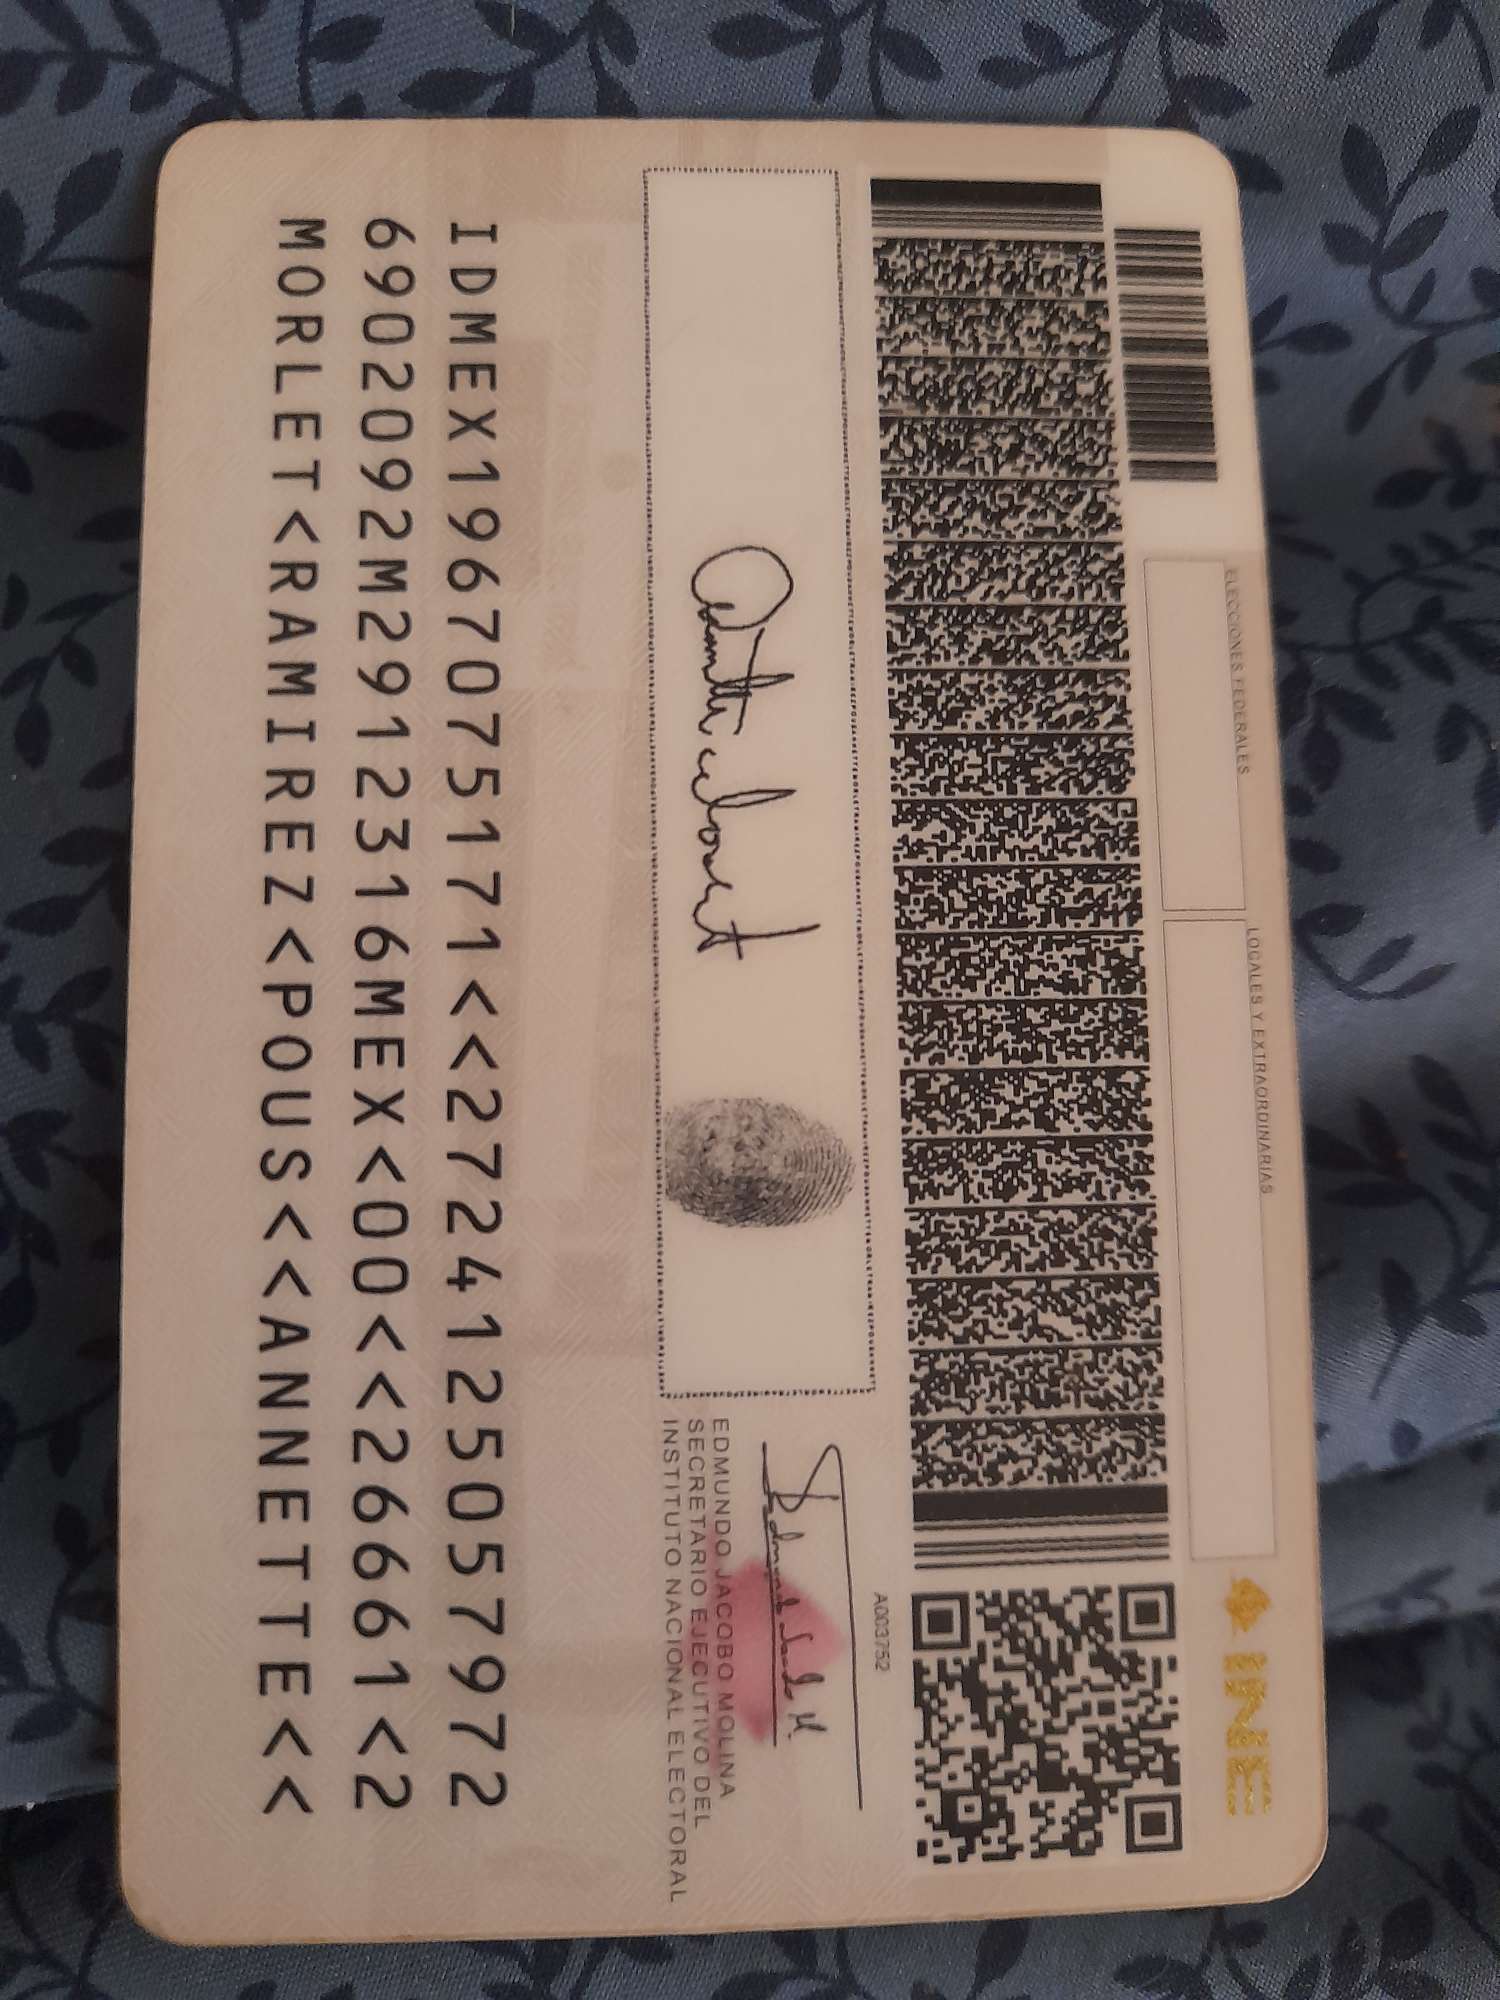 ELECCIONES FEDERALES
LOCALES Y EXTRAORDINARIAS
INE
A003752
EDMUNDO JACOBO MOLINA
SECRETARIO EJECUTIVO DEL
INSTITUTO NACIONAL ELECTORAL
IDMEX1967075171<<2724125057972
6902092M2912316MEX<00<<26661<2
MORLET<RAMIREZ<POUS<<ANNETTE<<